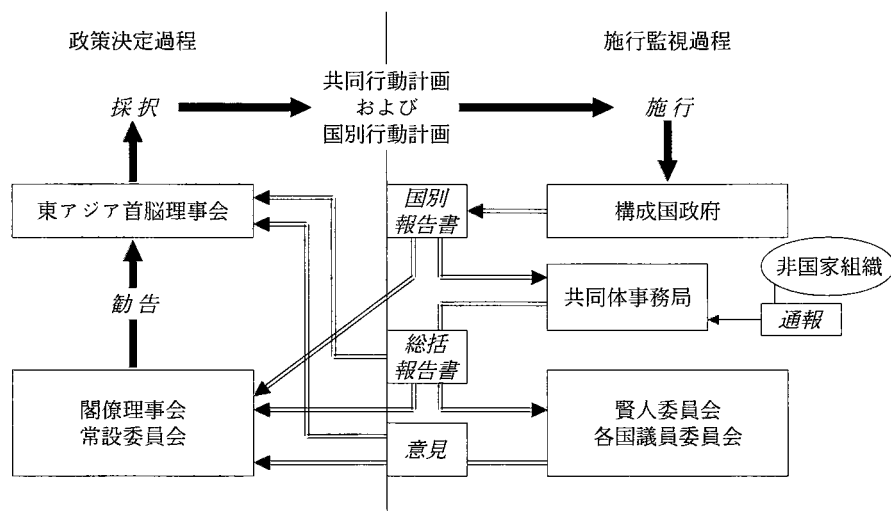 政策決定過程
施行監視過程
共同行動計画
および
国別行動計画
採択
施行
東アジア首脳理事会
国別
報告書
構成国政府
非国家組織
共同体事務局
通報
勧告
総括
報告書
閣僚理事会
常設委員会
賢人委員会
各国議員委員会
意見